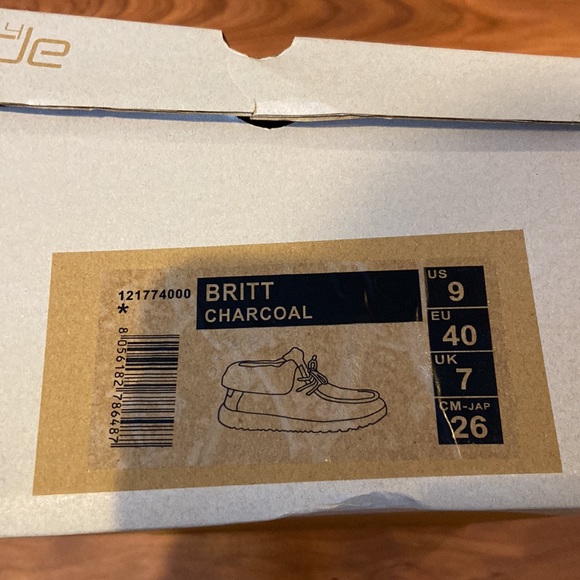 121774000
*
BRITT
CHARCOAL
US
9
EU
40
UK
7
CM-JAP
26
8056182786487